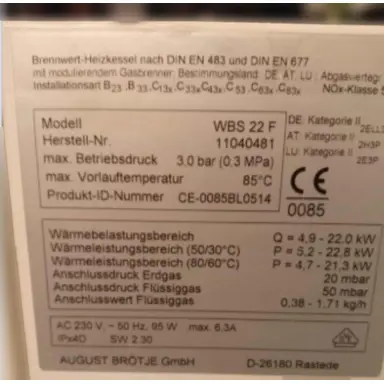 Brennwert-Heizkessel nach DIN EN 483 und DIN EN 677
mit modulierendem Gasbrenner. Bestimmungsland: DE, AT, LU; Abgaswertegr
Installationsart B23, B33, C13x, C33x, C43x, C53, C63x, C83x NOx-Klasse 5
Modell WBS 22 F
Herstell-Nr. 11040481
max. Betriebsdruck 3,0 bar (0,3 MPa)
max. Vorlauftemperatur 85°C
Produkt-ID-Nummer CE-0085BL0514
DE: Kategorie II 2ELL3
AT: Kategorie II 2H3P
LU: Kategorie II 2E3P
CE
0085
Wärmebelastungsbereich Q = 4,9 - 22,0 kW
Wärmeleistungsbereich (50/30°C) P = 5,2 - 22,8 kW
Wärmeleistungsbereich (80/60°C) P = 4,7 - 21,3 kW
Anschlussdruck Erdgas 20 mbar
Anschlussdruck Flüssiggas 50 mbar
Anschlusswert Flüssiggas 0,38 - 1,71 kg/h
AC 230 V, ~ 50 Hz, 95 W max. 6,3A
IPx4D SW 2.30
AUGUST BRÖTJE GmbH D-26180 Rastede